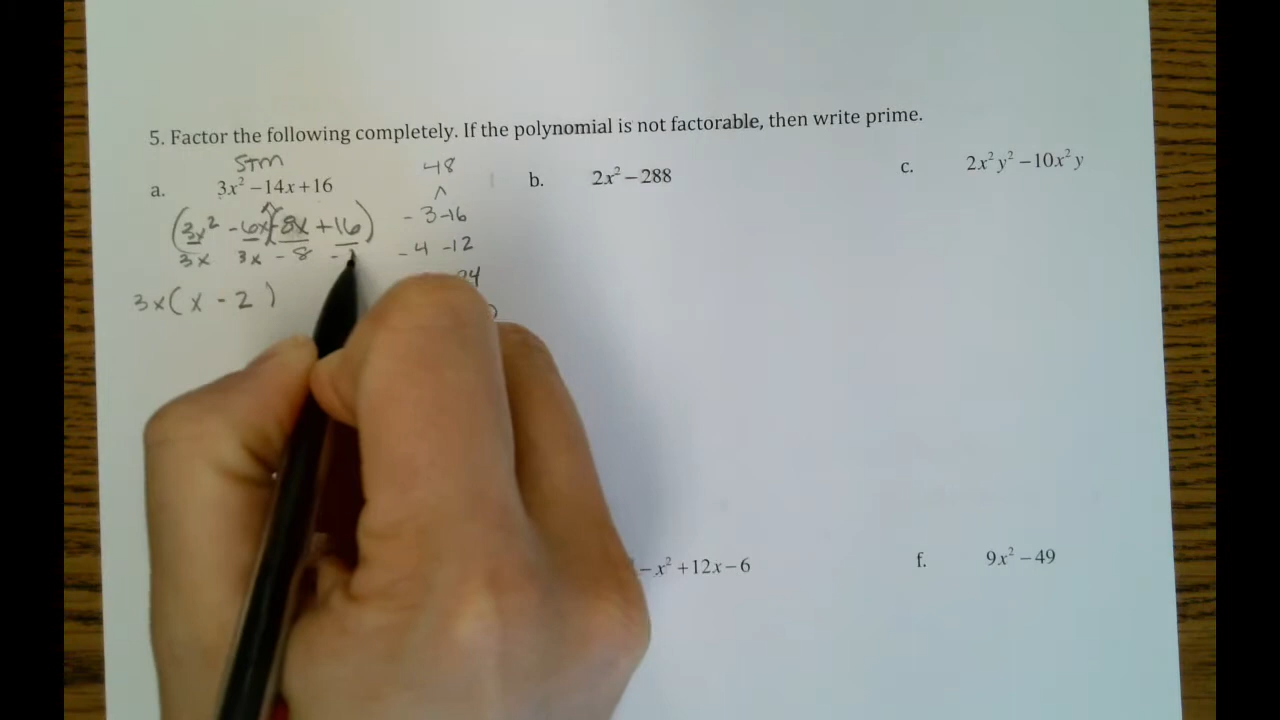 5. Factor the following completely. If the polynomial is not factorable, then write prime.
STM
a. 3x² − 14x + 16
48
b. 2x² − 288
c. 2x²y² − 10x²y
(3x² - 6x)(-8x + 16)
- 3 -16
3x 3x - 8
- 4 -12
3x(x - 2)
24
− x² + 12x − 6
f. 9x² − 49